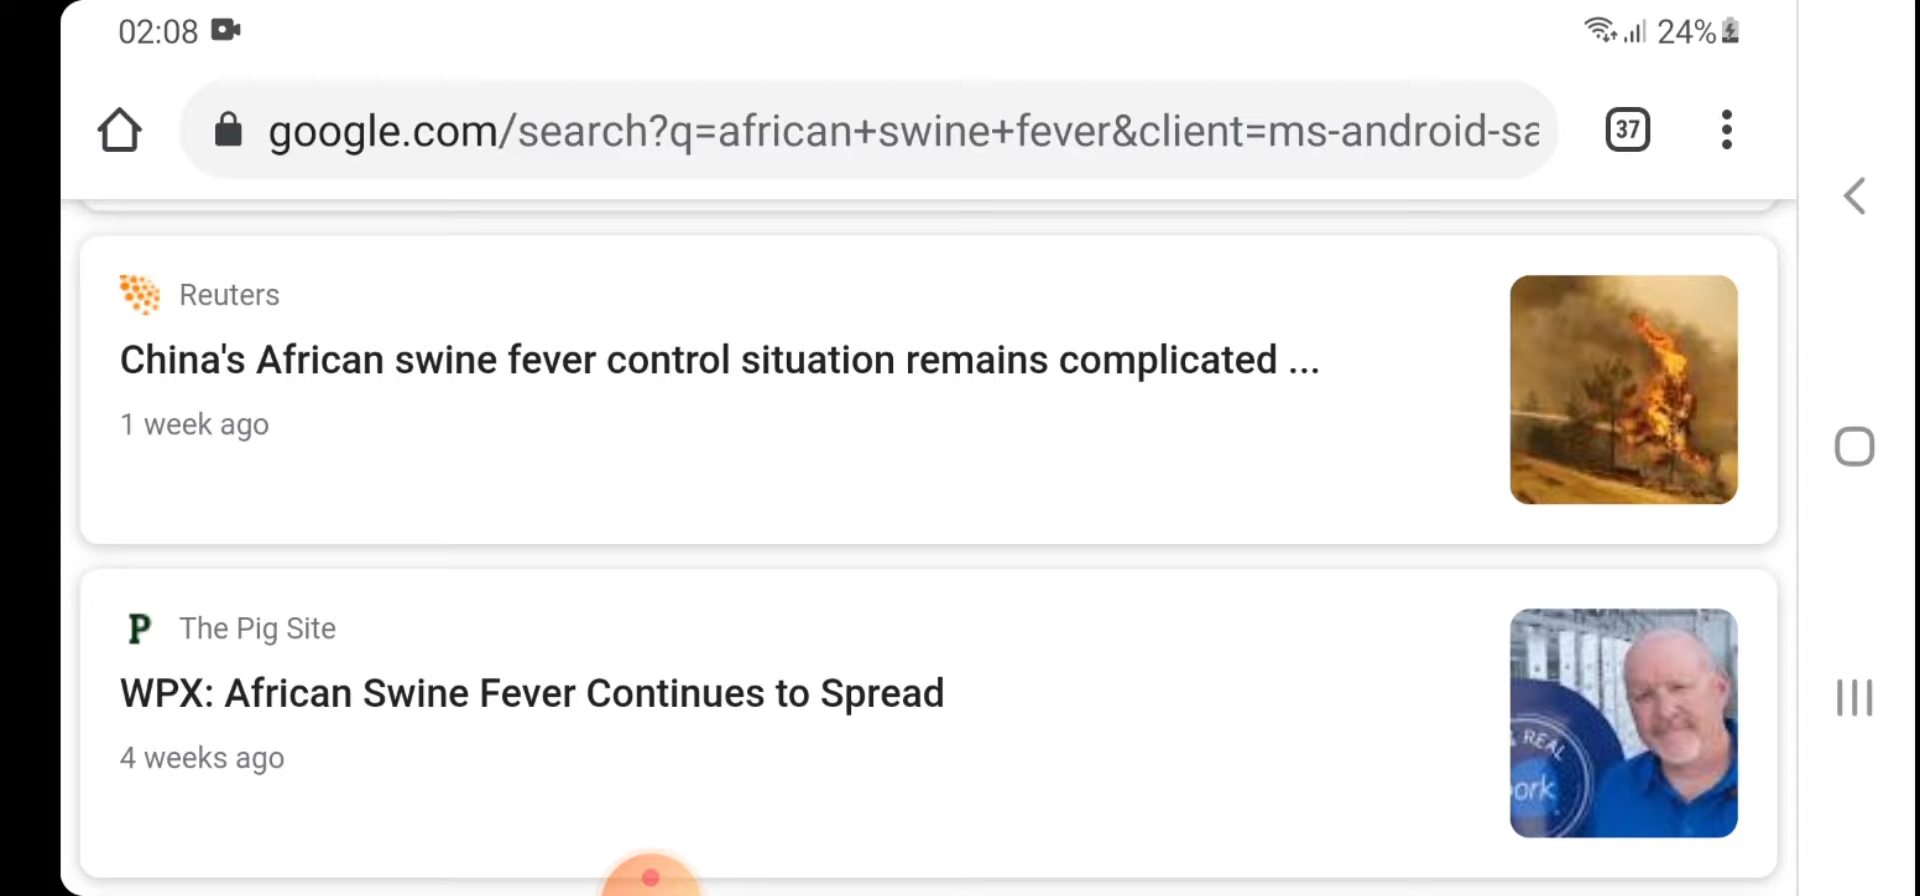 02:08
24%
google.com/search?q=african+swine+fever&client=ms-android-sa
37
Reuters
China's African swine fever control situation remains complicated ...
1 week ago
P The Pig Site
WPX: African Swine Fever Continues to Spread
4 weeks ago
REAL
ork